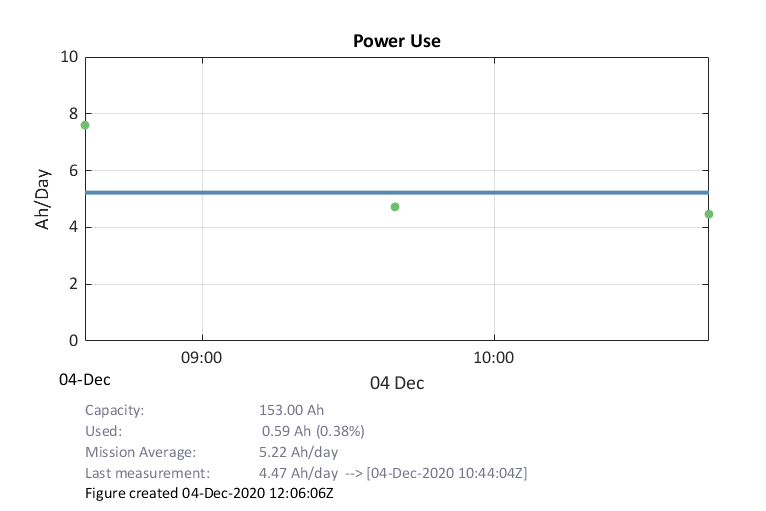 Power Use
10
8
6
4
2
0
Ah/Day
09:00 10:00
04-Dec 04 Dec
Capacity: 153.00 Ah
Used: 0.59 Ah (0.38%)
Mission Average: 5.22 Ah/day
Last measurement: 4.47 Ah/day --> [04-Dec-2020 10:44:04Z]
Figure created 04-Dec-2020 12:06:06Z